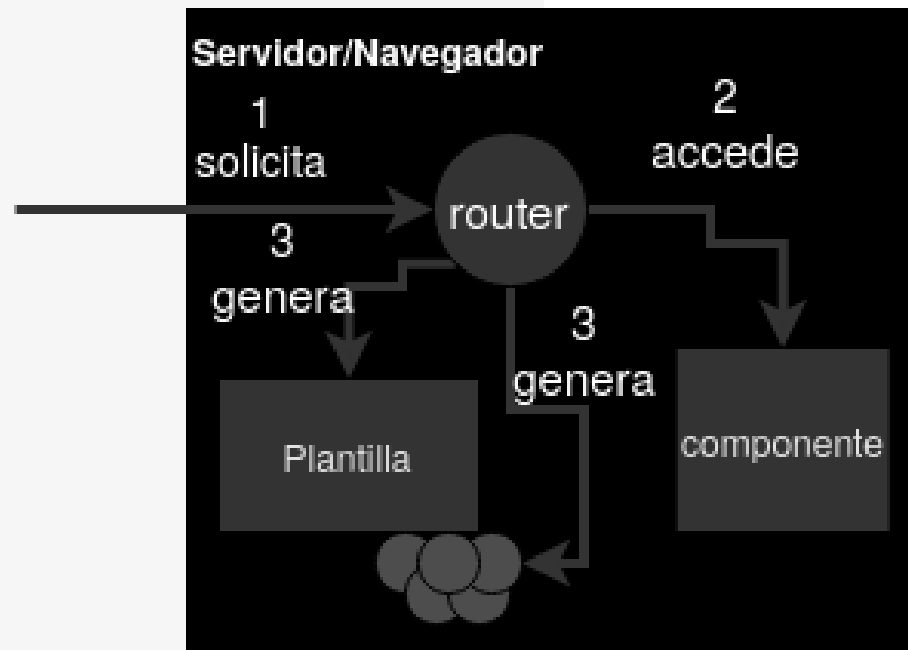 Servidor/Navegador
1
solicita
2
accede
router
3
genera
3
genera
Plantilla
componente